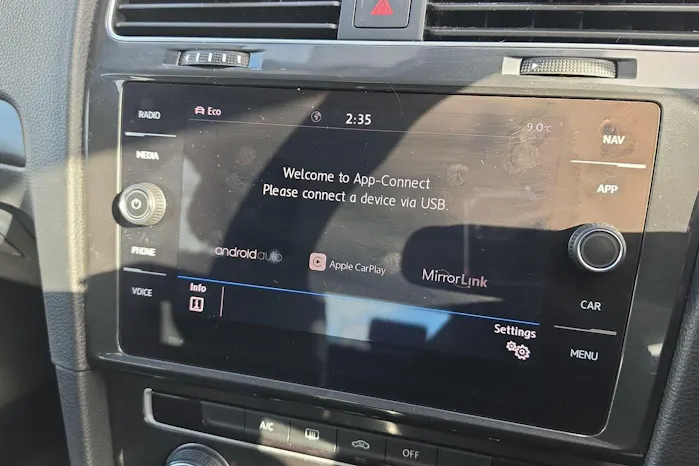 RADIO
Eco
2:35
9.0°C
NAV
MEDIA
APP
Welcome to App-Connect
Please connect a device via USB.
PHONE
androidauto
Apple CarPlay
MirrorLink
VOICE
Info
Settings
CAR
MENU
A/C
OFF